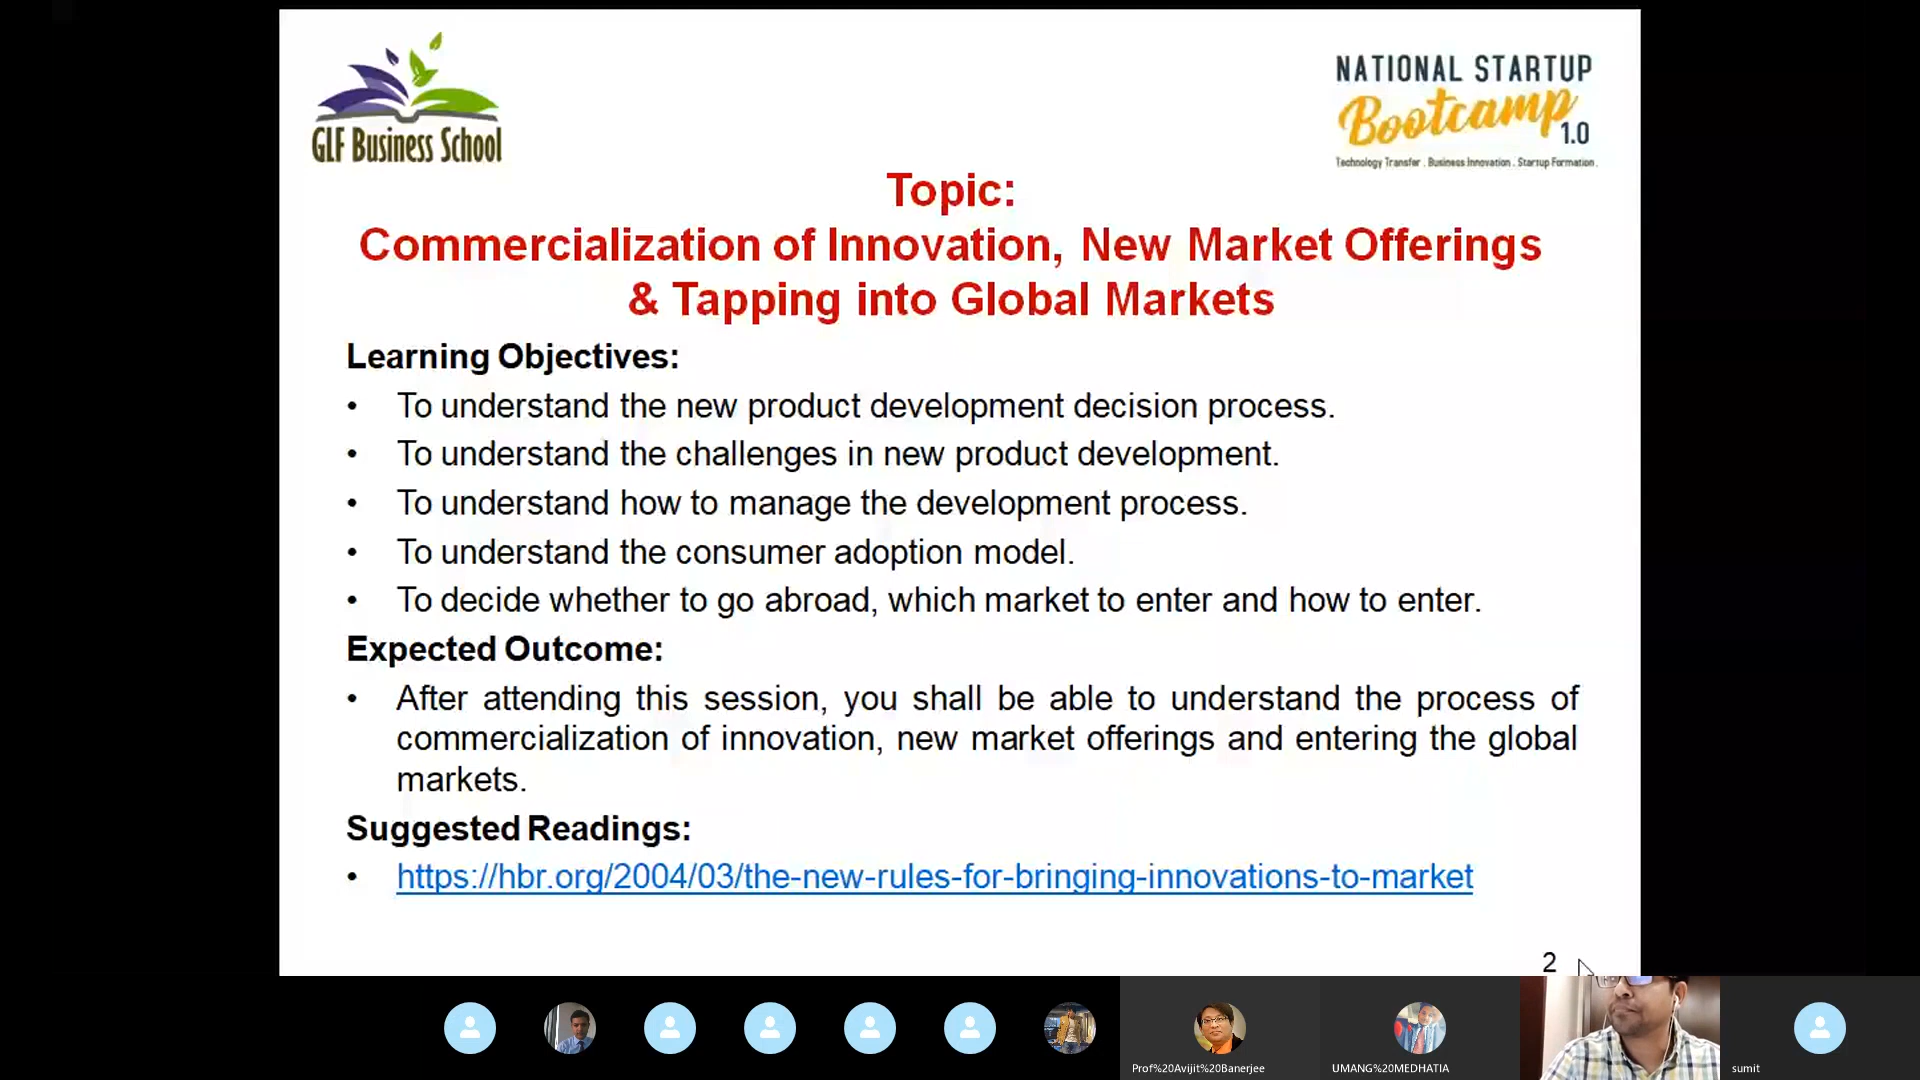 GLF Business School
NATIONAL STARTUP
Bootcamp
1.0
Technology Transfer . Business Innovation . Startup Formation .
Topic:
Commercialization of Innovation, New Market Offerings
& Tapping into Global Markets
Learning Objectives:
• To understand the new product development decision process.
• To understand the challenges in new product development.
• To understand how to manage the development process.
• To understand the consumer adoption model.
• To decide whether to go abroad, which market to enter and how to enter.
Expected Outcome:
• After attending this session, you shall be able to understand the process of
commercialization of innovation, new market offerings and entering the global
markets.
Suggested Readings:
• https://hbr.org/2004/03/the-new-rules-for-bringing-innovations-to-market
2
Prof%20Avijit%20Banerjee
UMANG%20MEDHATIA
sumit